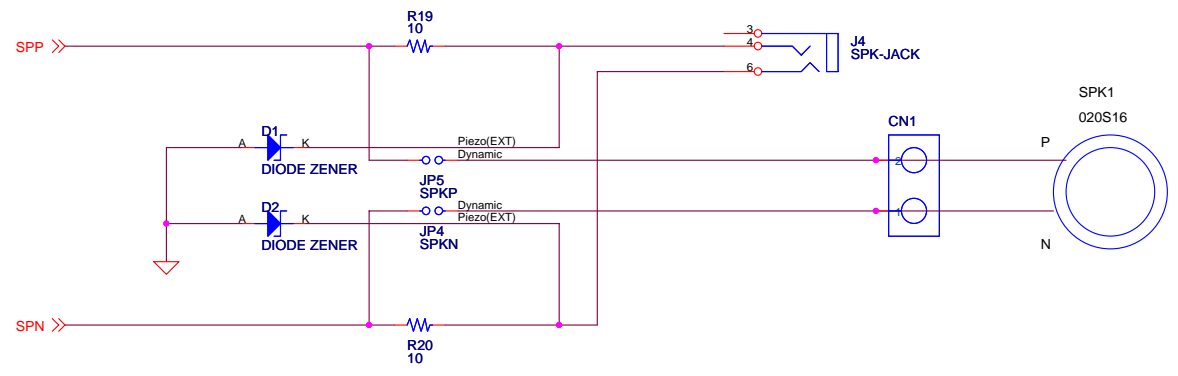 R19
10
SPP
3
4
6
J4
SPK-JACK
SPK1
020S16
CN1
D1
A
K
Piezo(EXT)
Dynamic
DIODE ZENER
JP5
SPKP
2
P
D2
A
K
Dynamic
Piezo(EXT)
DIODE ZENER
JP4
SPKN
1
N
SPN
R20
10